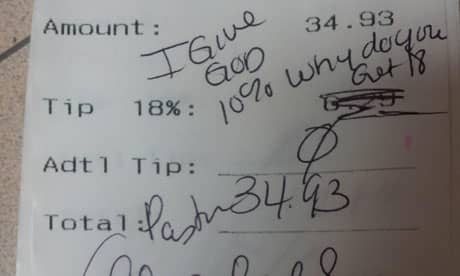 Amount: 34.93
I Give
GOD
10% Why do you
Get 18
Tip 18%:
Adtl Tip: 0
Total: Pastor 34.93